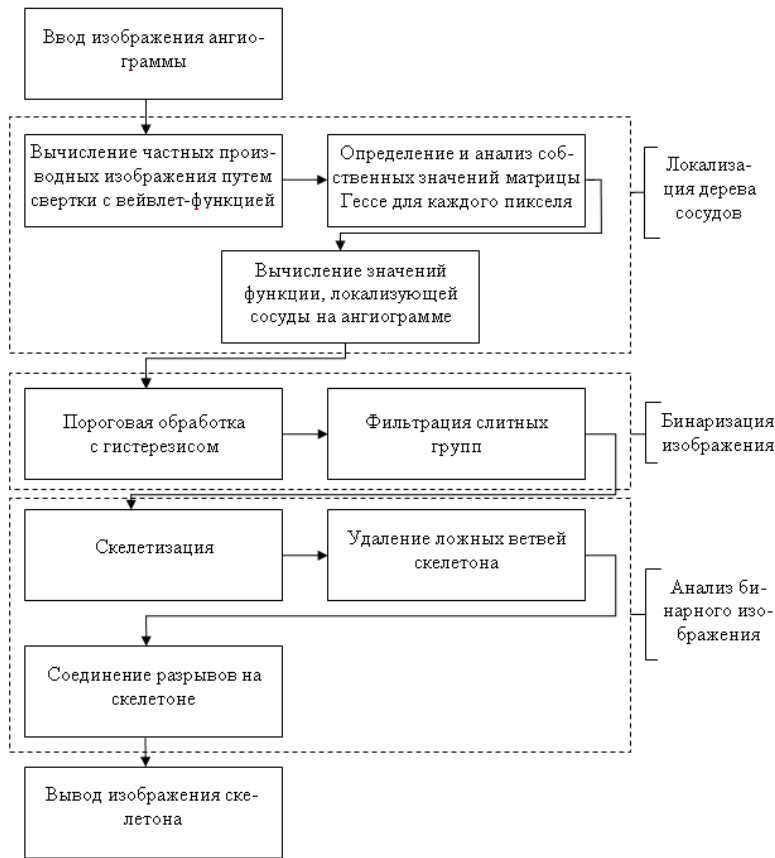 Ввод изображения ангио-
граммы
Вычисление частных произ-
водных изображения путем
свертки с вейвлет-функцией
Определение и анализ соб-
ственных значений матрицы
Гессе для каждого пикселя
Локализа-
ция дерева
сосудов
Вычисление значений
функции, локализующей
сосуды на ангиограмме
Пороговая обработка
с гистерезисом
Фильтрация слитных
групп
Бинаризация
изображения
Скелетизация
Удаление ложных ветвей
скелетона
Анализ би-
нарного изо-
бражения
Соединение разрывов на
скелетоне
Вывод изображения ске-
летона